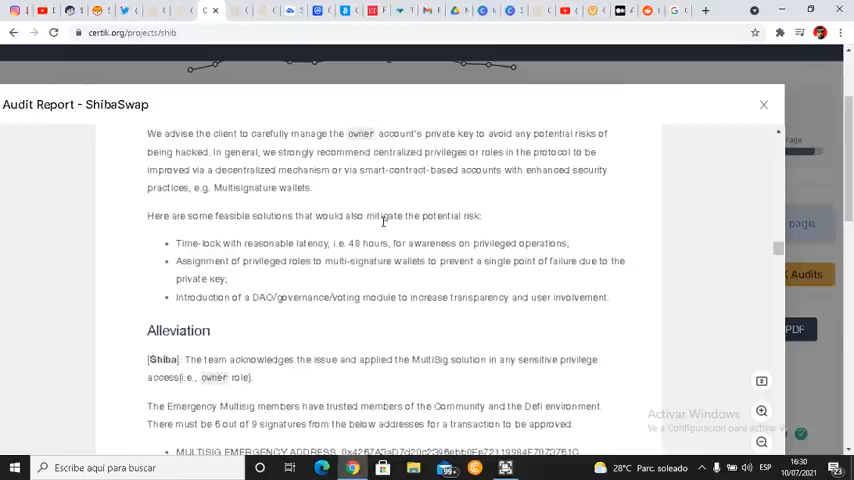 certik.org/projects/shib
Audit Report - ShibaSwap
We advise the client to carefully manage the owner account's private key to avoid any potential risks of
being hacked. In general, we strongly recommend centralized privileges or roles in the protocol to be
improved via a decentralized mechanism or via smart-contract-based accounts with enhanced security
practices, e.g. Multisignature wallets.
Here are some feasible solutions that would also mitigate the potential risk:
• Time-lock with reasonable latency, i.e. 48 hours, for awareness on privileged operations;
• Assignment of privileged roles to multi-signature wallets to prevent a single point of failure due to the
private key;
• Introduction of a DAO/governance/voting module to increase transparency and user involvement.
page.
Audits
PDF
Alleviation
[Shiba]: The team acknowledges the issue and applied the MultiSig solution in any sensitive privilege
access(i.e., owner role).
The Emergency Multisig members have trusted members of the Community and the Defi environment.
There must be 6 out of 9 signatures from the below addresses for a transaction to be approved.
• MULTISIG EMERGENCY ADDRESS
Activar Windows
Ve a Configuración para activar
Escribe aquí para buscar
99+
28°C Parc. soleado
ESP
16:30
10/07/2021